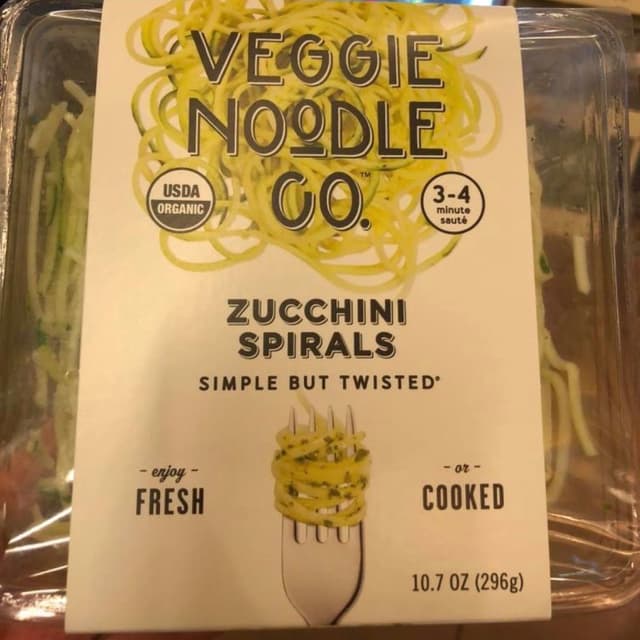 VEGGIE
NOODLE
CO.™
USDA
ORGANIC
3-4
minute
sauté
ZUCCHINI
SPIRALS
SIMPLE BUT TWISTED®
- enjoy -
FRESH
- or -
COOKED
10.7 OZ (296g)